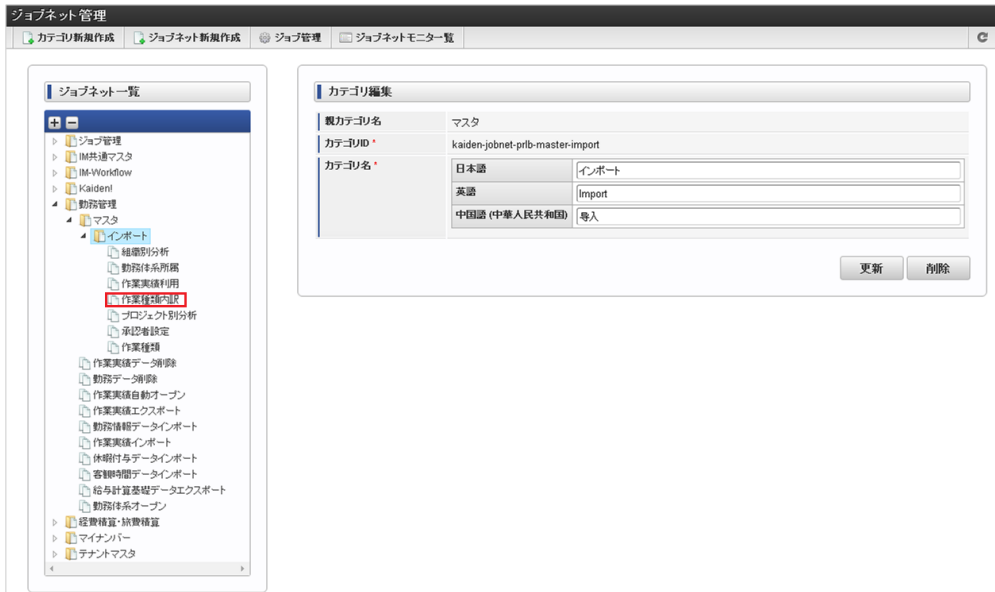 ジョブネット管理
カテゴリ新規作成 ジョブネット新規作成 ジョブ管理 ジョブネットモニタ一覧
ジョブネット一覧
ジョブ管理
IM共通マスタ
IM-Workflow
Kaiden!
勤務管理
マスタ
インポート
組織別分析
勤務体系所属
作業実績利用
作業種類内訳
プロジェクト別分析
承認者設定
作業種類
作業実績データ削除
勤務データ削除
作業実績自動オープン
作業実績エクスポート
勤務情報データインポート
作業実績インポート
休暇付与データインポート
客観時間データインポート
給与計算基礎データエクスポート
勤務体系オープン
経費精算・旅費精算
マイナンバー
テナントマスタ
カテゴリ編集
親カテゴリ名 マスタ
カテゴリID * kaiden-jobnet-prlb-master-import
カテゴリ名 *
日本語 インポート
英語 Import
中国語 (中華人民共和国) 导入
更新 削除